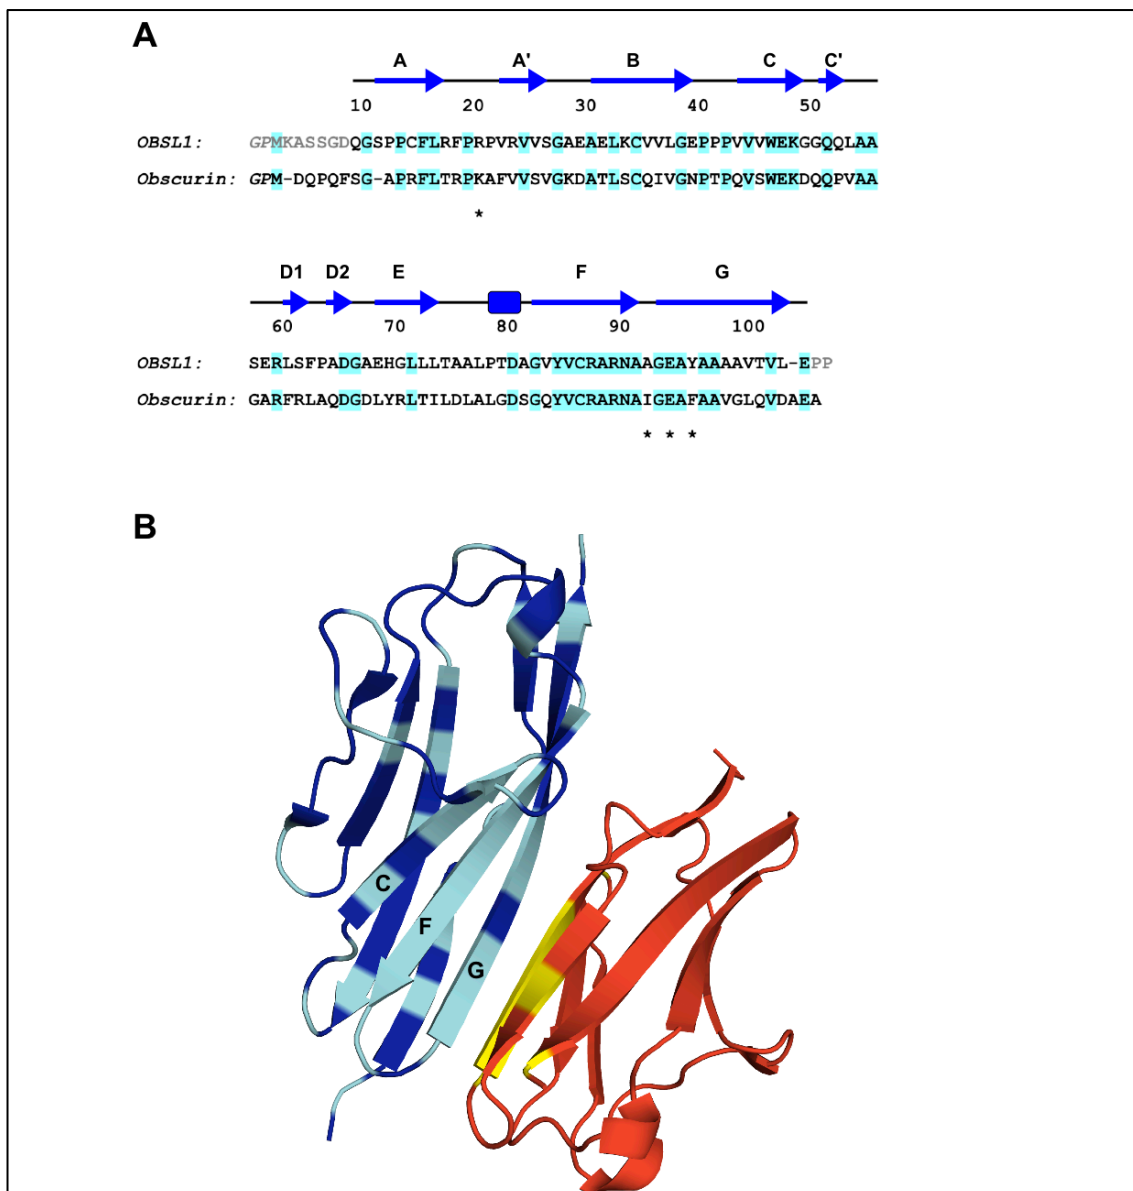 A
A A' B C C'
10 20 30 40 50
OBSL1: GPMKASSGDQGSPPCFLRFPRPVRVVSGAEAELKCVVLGEPPPVVVWEKGGQQLAA
Obscurin: GPM-DQPQFSG-APRFLTRPKAFVVSVGKDATLSCQIVGNPTPQVSWEKDQQPVAA
*
D1 D2 E F G
60 70 80 90 100
OBSL1: SERLSFPADGAEHGLLLTAALPTDAGVYVCRARNAAGEAYAAAAVTVL-EPP
Obscurin: GARFRLAQDGDLYRLTILDLALGDSGQYVCRARNAIGEAFAAVGLQVDAEA
* * *
B
C
F
G